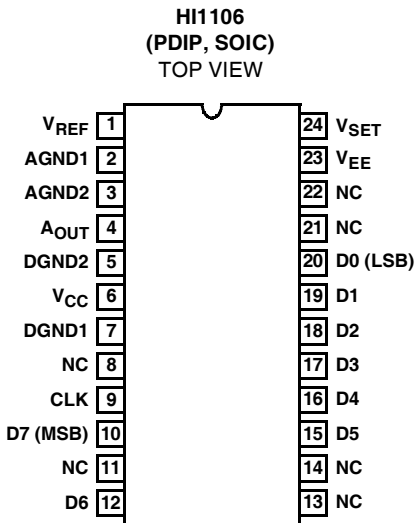 HI1106
(PDIP, SOIC)
TOP VIEW
VREF 1 24 VSET
AGND1 2 23 VEE
AGND2 3 22 NC
AOUT 4 21 NC
DGND2 5 20 D0 (LSB)
VCC 6 19 D1
DGND1 7 18 D2
NC 8 17 D3
CLK 9 16 D4
D7 (MSB) 10 15 D5
NC 11 14 NC
D6 12 13 NC